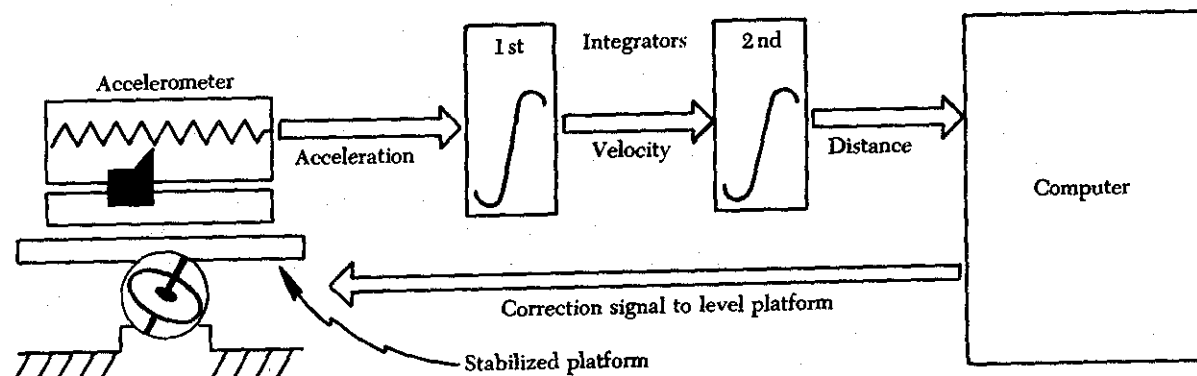 1st
Integrators
2nd
Accelerometer
Acceleration
Velocity
Distance
Computer
Correction signal to level platform
Stabilized platform